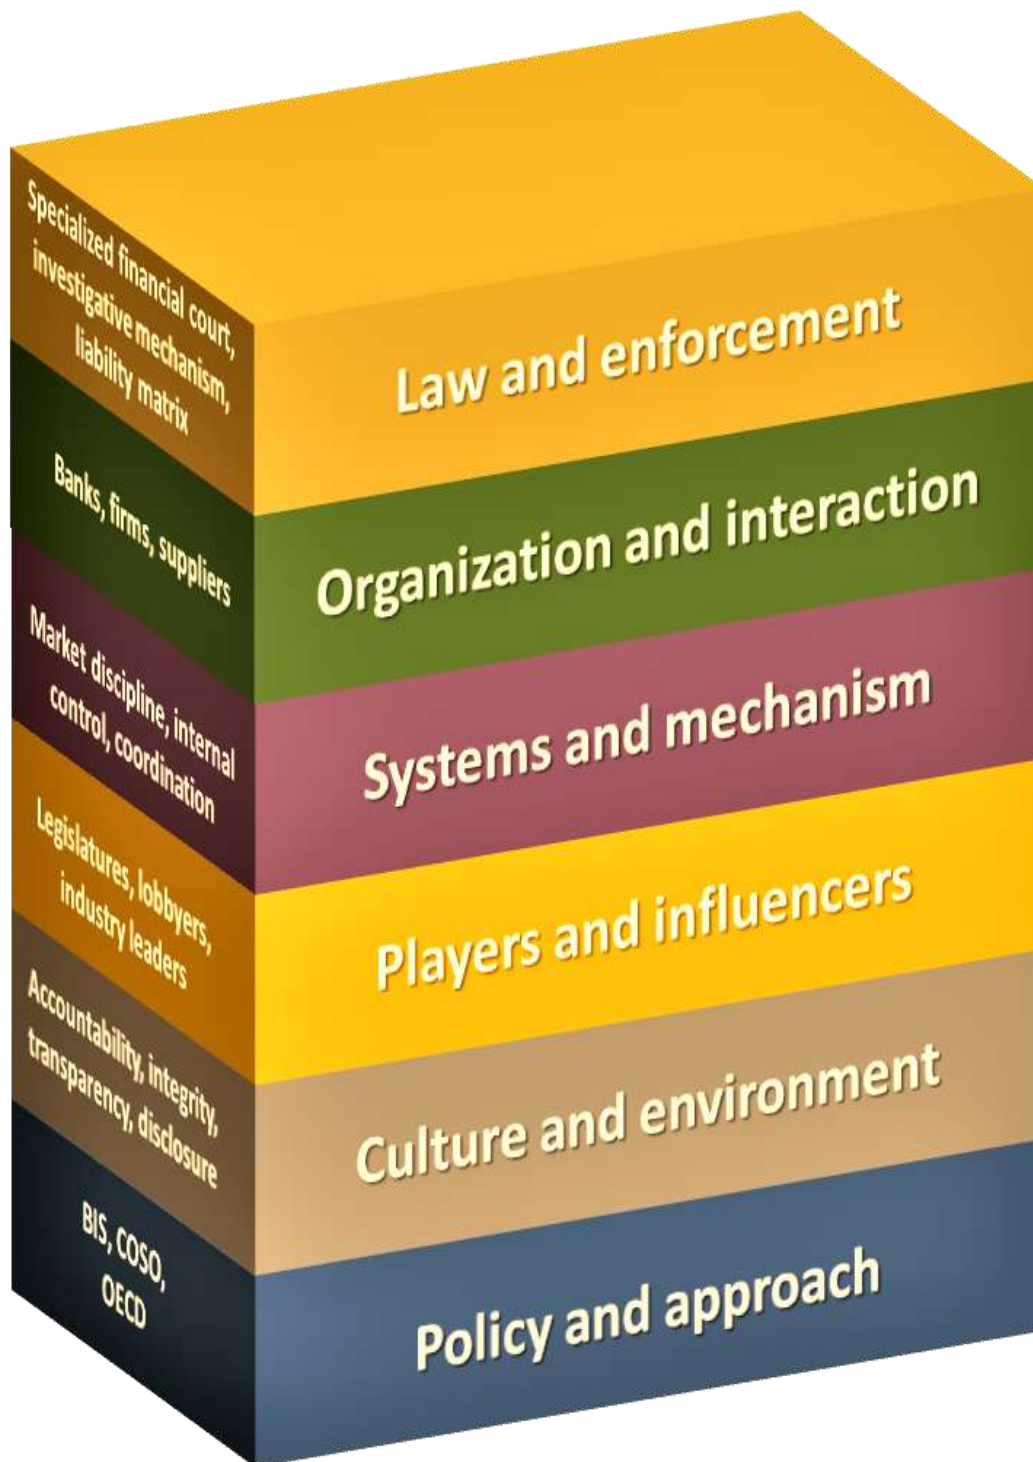 Specialized financial court,
investigative mechanism,
liability matrix
Law and enforcement
Banks, firms, suppliers
Organization and interaction
Market discipline, internal
control, coordination
Systems and mechanism
Legislatures, lobbyers,
industry leaders
Players and influencers
Accountability, integrity,
transparency, disclosure
Culture and environment
BIS, COSO,
OECD
Policy and approach